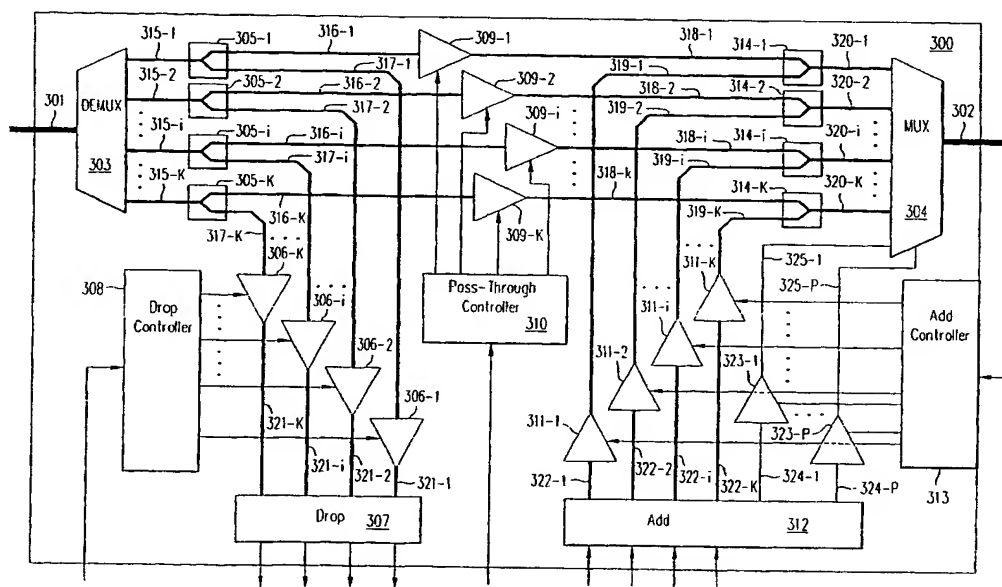 305-1
315-1
316-1
309-1
318-1
314-1
300
317-1
319-1
320-1
315-2
305-2
309-2
314-2
301
DEMUX
316-2
318-2
320-2
302
317-2
319-2
MUX
315-i
305-i
316-i
309-i
314-i
320-i
317-i
318-k
319-i
303
315-K
305-K
314-K
320-K
316-K
319-K
304
317-K
309-K
306-K
311-K
325-1
308
Drop
Controller
306-i
Pass-Through
Controller
310
311-i
325-P
Add
Controller
306-2
311-2
323-1
321-K
306-1
311-1
323-P
321-i
321-2
321-1
322-1
322-2
322-i
322-K
324-1
324-P
313
Drop
307
Add
312